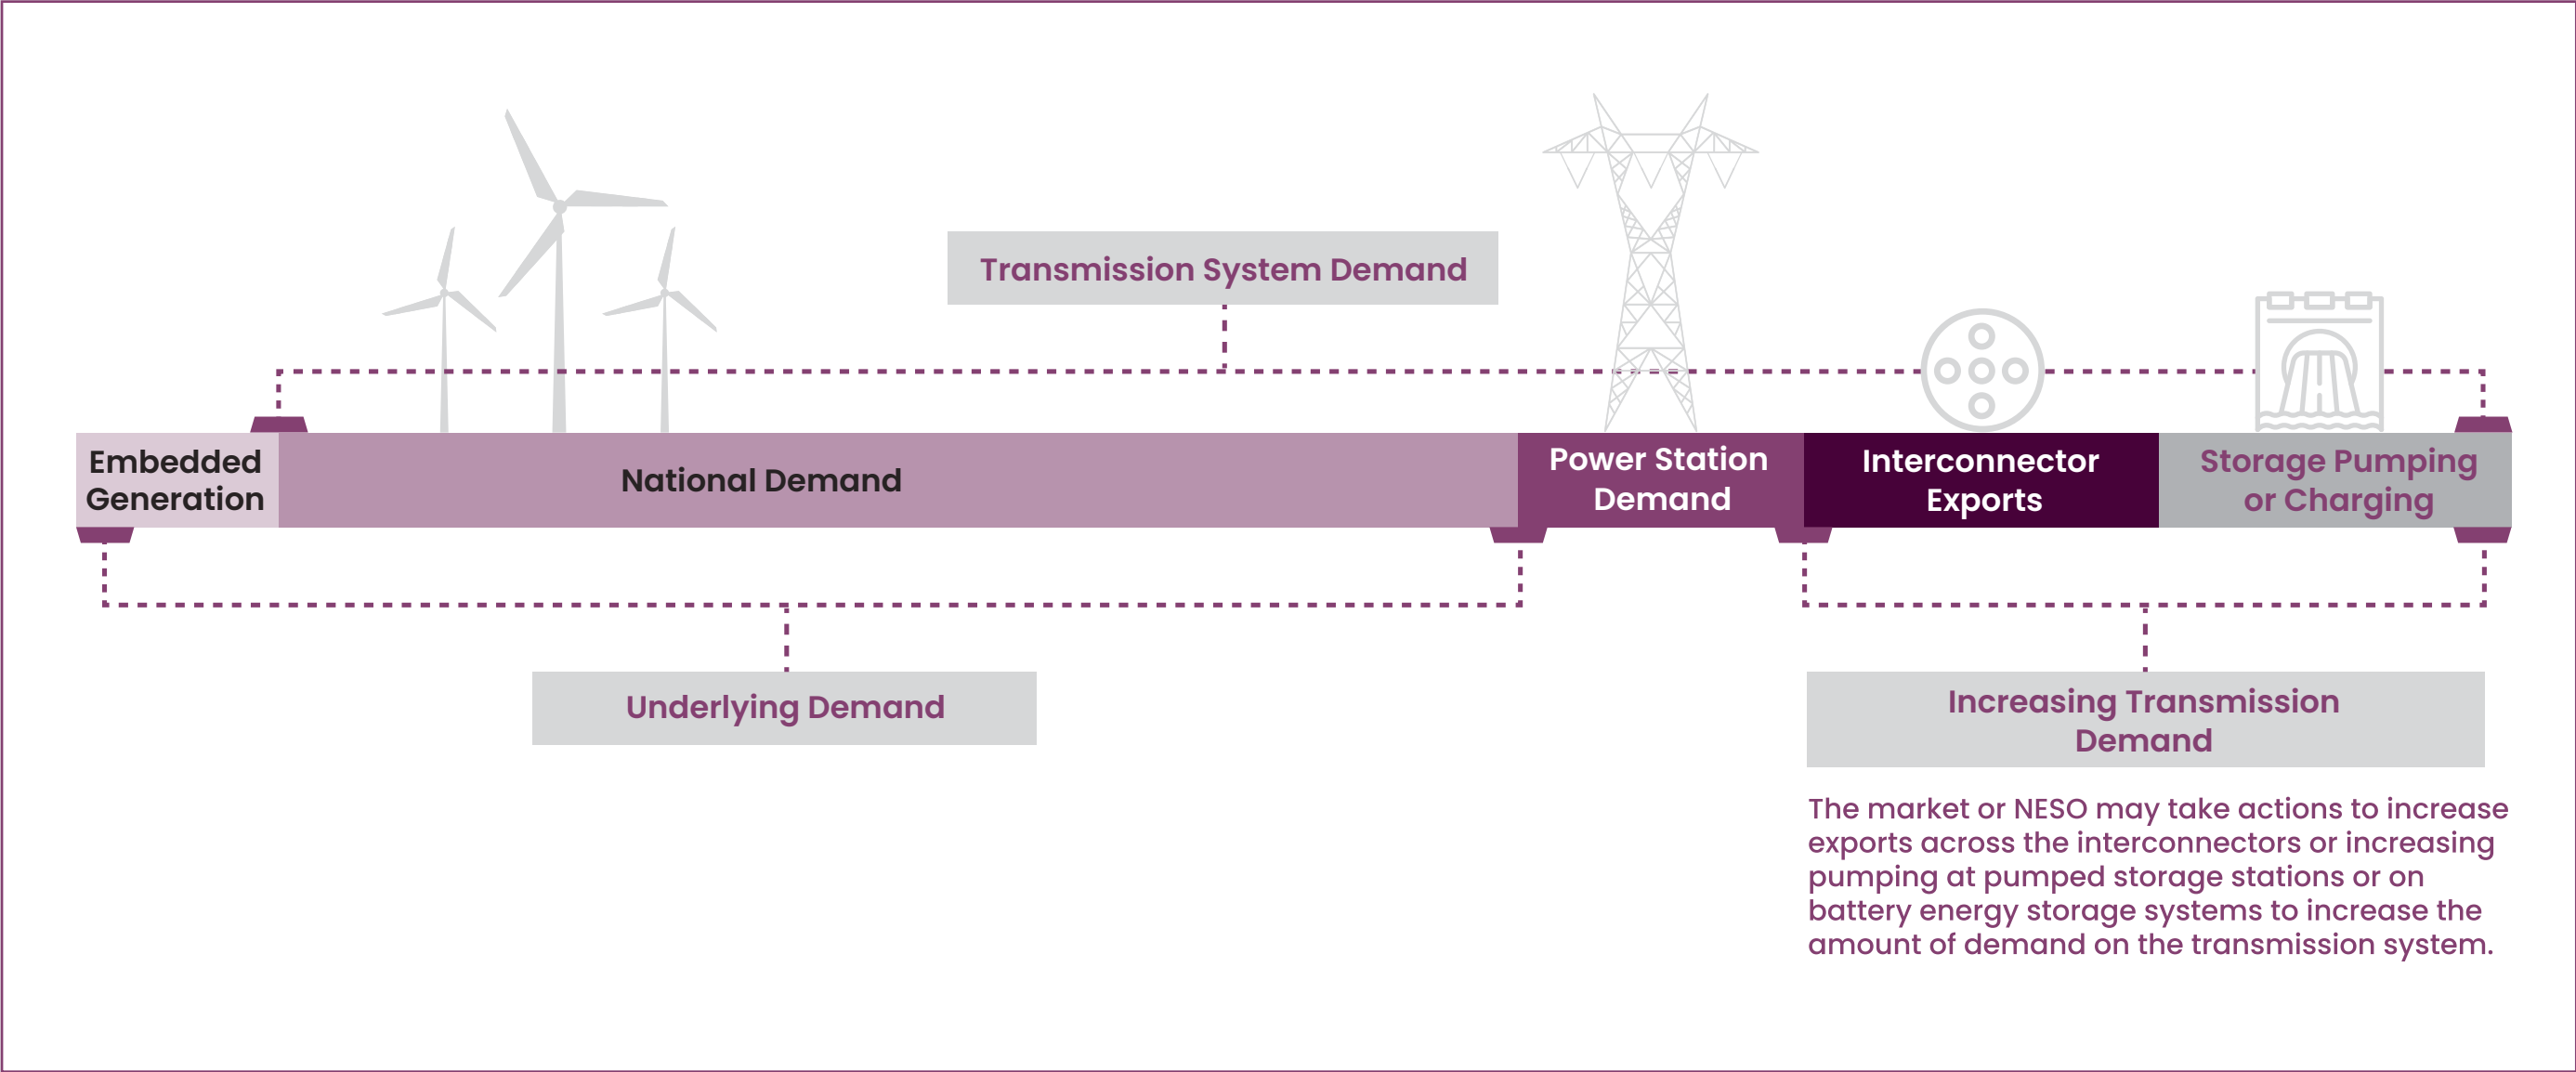 Transmission System Demand
Embedded
Generation
National Demand
Power Station
Demand
Interconnector
Exports
Storage Pumping
or Charging
Underlying Demand
Increasing Transmission
Demand
The market or NESO may take actions to increase
exports across the interconnectors or increasing
pumping at pumped storage stations or on
battery energy storage systems to increase the
amount of demand on the transmission system.